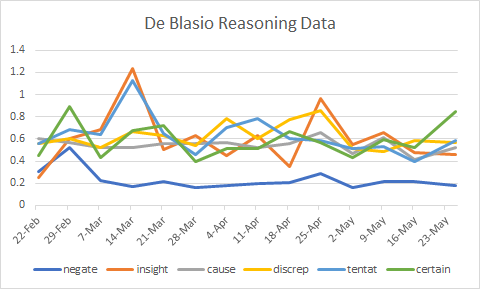 De Blasio Reasoning Data
1.4
1.2
1
0.8
0.6
0.4
0.2
0
22-Feb 29-Feb 7-Mar 14-Mar 21-Mar 28-Mar 4-Apr 11-Apr 18-Apr 25-Apr 2-May 9-May 16-May 23-May
negate insight cause discrep tentat certain